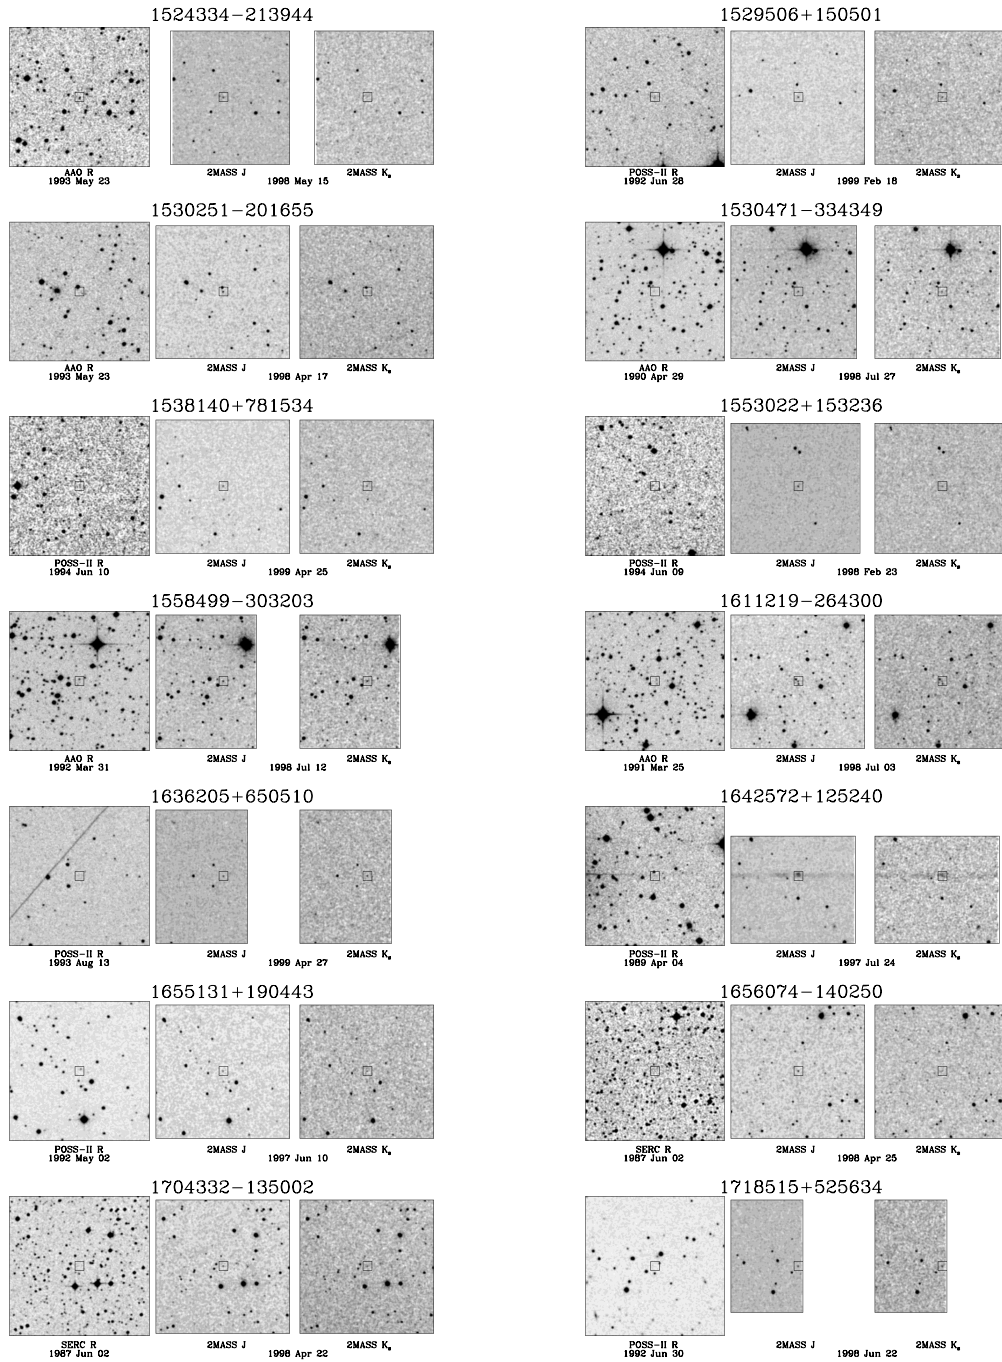 1524334−213944
AAO R
1993 May 23
2MASS J
1998 May 15
2MASS Ks
1529506+150501
POSS−II R
1992 Jun 28
2MASS J
1999 Feb 18
2MASS Ks
1530251−201655
AAO R
1993 May 23
2MASS J
1998 Apr 17
2MASS Ks
1530471−334349
AAO R
1990 Apr 29
2MASS J
1998 Jul 27
2MASS Ks
1538140+781534
POSS−II R
1994 Jun 10
2MASS J
1999 Apr 25
2MASS Ks
1553022+153236
POSS−II R
1994 Jun 09
2MASS J
1998 Feb 23
2MASS Ks
1558499−303203
AAO R
1992 Mar 31
2MASS J
1998 Jul 12
2MASS Ks
1611219−264300
AAO R
1991 Mar 25
2MASS J
1998 Jul 03
2MASS Ks
1636205+650510
POSS−II R
1993 Aug 13
2MASS J
1999 Apr 27
2MASS Ks
1642572+125240
POSS−II R
1989 Apr 04
2MASS J
1997 Jul 24
2MASS Ks
1655131+190443
POSS−II R
1992 May 02
2MASS J
1997 Jun 10
2MASS Ks
1656074−140250
SERC R
1987 Jun 02
2MASS J
1998 Apr 25
2MASS Ks
1704332−135002
SERC R
1987 Jun 02
2MASS J
1998 Apr 22
2MASS Ks
1718515+525634
POSS−II R
1992 Jun 30
2MASS J
1998 Jun 22
2MASS Ks